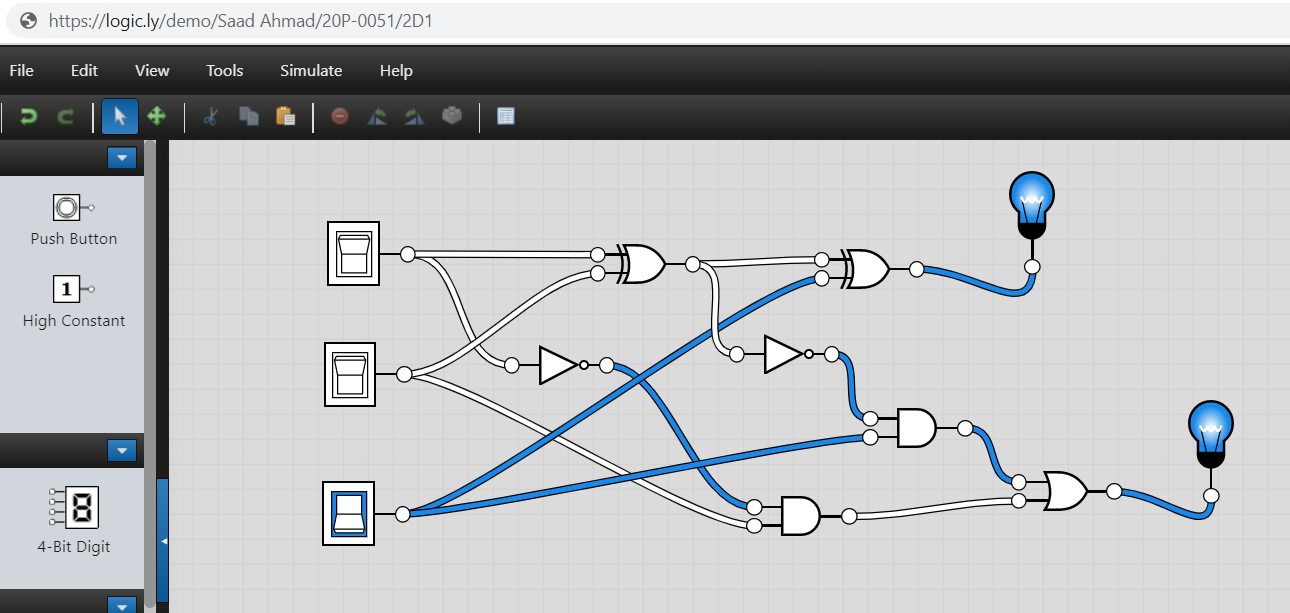 https://logic.ly/demo/Saad Ahmad/20P-0051/2D1
File Edit View Tools Simulate Help
Push Button
1
High Constant
8
4-Bit Digit